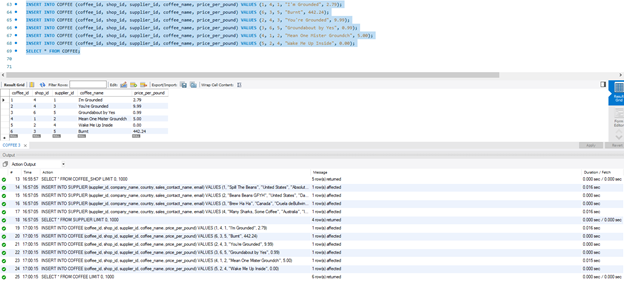 63 INSERT INTO COFFEE (coffee_id, shop_id, supplier_id, coffee_name, price_per_pound) VALUES (1, 4, 1, "I'm Grounded", 2.79);
64 INSERT INTO COFFEE (coffee_id, shop_id, supplier_id, coffee_name, price_per_pound) VALUES (6, 3, 5, "Burnt", 442.24);
65 INSERT INTO COFFEE (coffee_id, shop_id, supplier_id, coffee_name, price_per_pound) VALUES (2, 4, 3, "You're Grounded", 9.99);
66 INSERT INTO COFFEE (coffee_id, shop_id, supplier_id, coffee_name, price_per_pound) VALUES (3, 6, 5, "Groundabout by Yes", 0.99);
67 INSERT INTO COFFEE (coffee_id, shop_id, supplier_id, coffee_name, price_per_pound) VALUES (4, 1, 2, "Mean One Mister Groundch", 5.00);
68 INSERT INTO COFFEE (coffee_id, shop_id, supplier_id, coffee_name, price_per_pound) VALUES (5, 2, 4, "Wake Me Up Inside", 0.00);
69 SELECT * FROM COFFEE;
70
71
Result Grid Filter Rows: Edit: Export/Import: Wrap Cell Content:
coffee_id shop_id supplier_id coffee_name price_per_pound
1 4 1 I'm Grounded 2.79
2 4 3 You're Grounded 9.99
3 6 5 Groundabout by Yes 0.99
4 1 2 Mean One Mister Groundch 5.00
5 2 4 Wake Me Up Inside 0.00
6 3 5 Burnt 442.24
NULL NULL NULL NULL NULL
Result Grid
Form Editor
COFFEE 5 Apply Revert
Output
Action Output
# Time Action Message Duration / Fetch
13 16:55:57 SELECT * FROM COFFEE_SHOP LIMIT 0, 1000 5 row(s) returned 0.000 sec / 0.000 sec
14 16:57:05 INSERT INTO SUPPLIER (supplier_id, company_name, country, sales_contact_name, email) VALUES (1, "Spill The Beans", "United States", "Absolut... 1 row(s) affected 0.016 sec
15 16:57:05 INSERT INTO SUPPLIER (supplier_id, company_name, country, sales_contact_name, email) VALUES (2, "Beans Beans GFYH", "United States", 1 row(s) affected 0.000 sec
16 16:57:05 INSERT INTO SUPPLIER (supplier_id, company_name, country, sales_contact_name, email) VALUES (3, "Brew Ha Ha", "Canada", 1 row(s) affected 0.000 sec
17 16:57:05 INSERT INTO SUPPLIER (supplier_id, company_name, country, sales_contact_name, email) VALUES (4, "Many Sharks, Some Coffee", "Australia", 1 row(s) affected 0.015 sec
18 16:57:05 SELECT * FROM SUPPLIER LIMIT 0, 1000 4 row(s) returned 0.000 sec / 0.000 sec
19 17:00:15 INSERT INTO COFFEE (coffee_id, shop_id, supplier_id, coffee_name, price_per_pound) VALUES (1, 4, 1, "I'm Grounded", 2.79) 1 row(s) affected 0.016 sec
20 17:00:15 INSERT INTO COFFEE (coffee_id, shop_id, supplier_id, coffee_name, price_per_pound) VALUES (6, 3, 5, "Burnt", 442.24) 1 row(s) affected 0.000 sec
21 17:00:15 INSERT INTO COFFEE (coffee_id, shop_id, supplier_id, coffee_name, price_per_pound) VALUES (2, 4, 3, "You're Grounded", 9.99) 1 row(s) affected 0.000 sec
22 17:00:15 INSERT INTO COFFEE (coffee_id, shop_id, supplier_id, coffee_name, price_per_pound) VALUES (3, 6, 5, "Groundabout by Yes", 0.99) 1 row(s) affected 0.000 sec
23 17:00:15 INSERT INTO COFFEE (coffee_id, shop_id, supplier_id, coffee_name, price_per_pound) VALUES (4, 1, 2, "Mean One Mister Groundch", 5.00) 1 row(s) affected 0.015 sec
24 17:00:15 INSERT INTO COFFEE (coffee_id, shop_id, supplier_id, coffee_name, price_per_pound) VALUES (5, 2, 4, "Wake Me Up Inside", 0.00) 1 row(s) affected 0.000 sec
25 17:00:15 SELECT * FROM COFFEE LIMIT 0, 1000 6 row(s) returned 0.000 sec / 0.000 sec